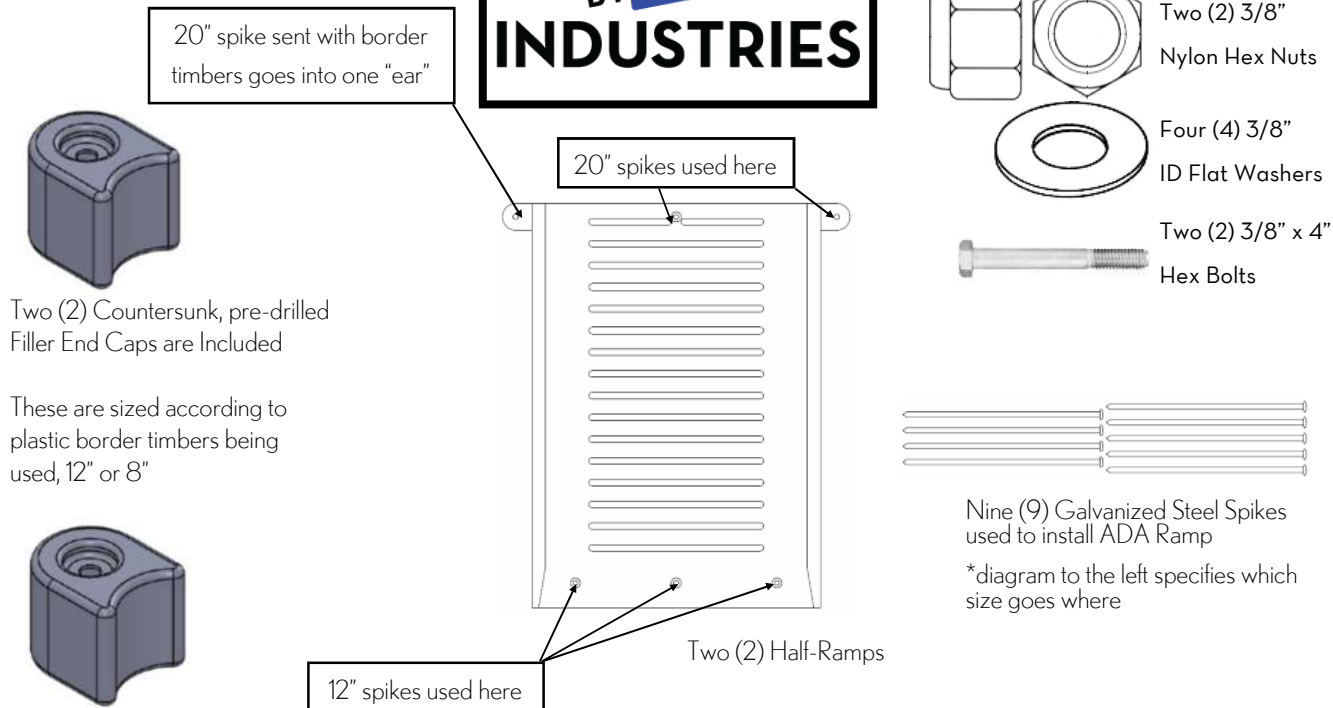 20" spike sent with border
timbers goes into one "ear"
INDUSTRIES
Two (2) 3/8"
Nylon Hex Nuts
Four (4) 3/8"
ID Flat Washers
Two (2) 3/8" x 4"
Hex Bolts
20" spikes used here
Two (2) Countersunk, pre-drilled
Filler End Caps are Included
These are sized according to
plastic border timbers being
used, 12" or 8"
Nine (9) Galvanized Steel Spikes
used to install ADA Ramp
*diagram to the left specifies which
size goes where
Two (2) Half-Ramps
12" spikes used here